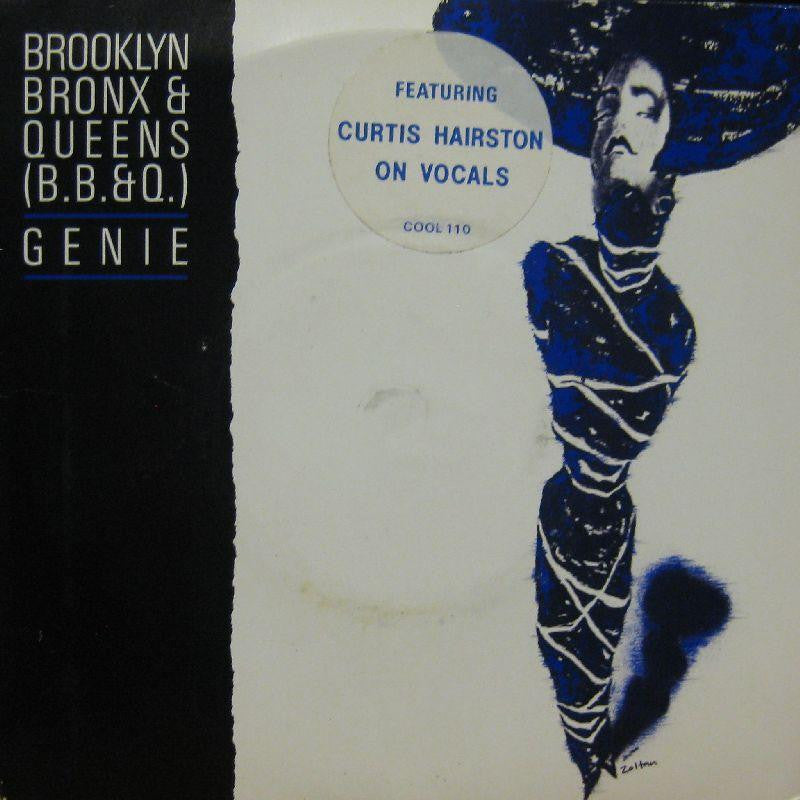 BROOKLYN
BRONX &
QUEENS
(B.B.&Q.)
GENIE
FEATURING
CURTIS HAIRSTON
ON VOCALS
COOL 110
Zoltan